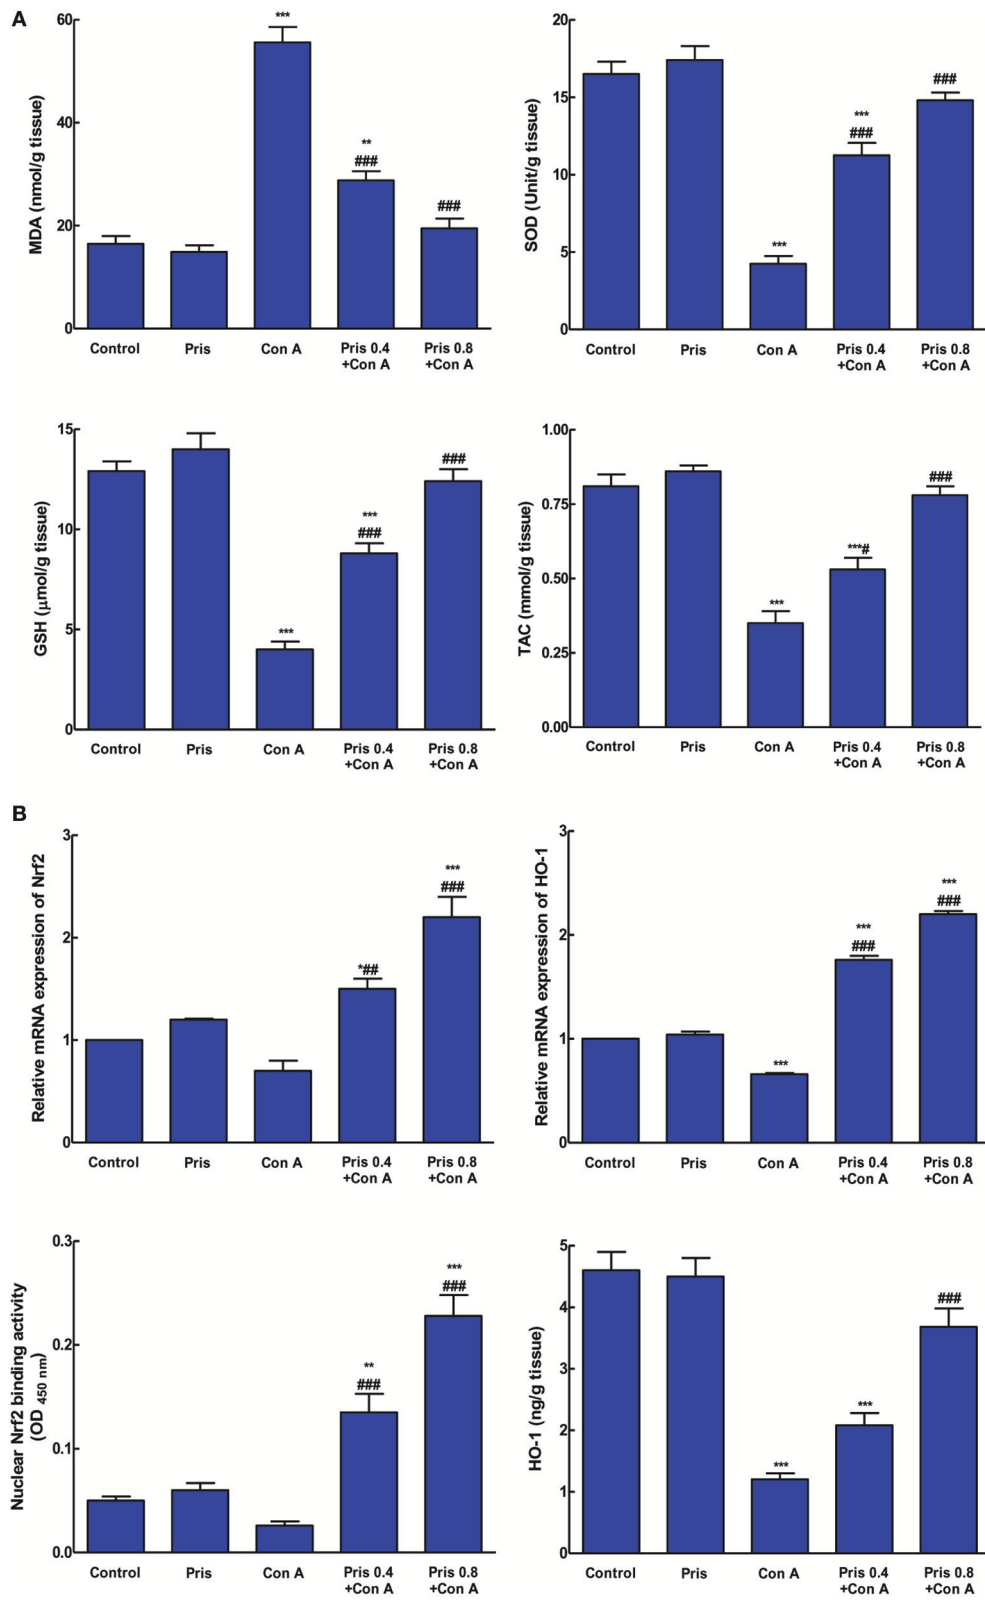 A
MDA (nmol/g tissue)
60
40
20
0
***
**
###
###
Control
Pris
Con A
Pris 0.4
+Con A
Pris 0.8
+Con A
SOD (Unit/g tissue)
20
15
10
5
0
***
***
###
###
Control
Pris
Con A
Pris 0.4
+Con A
Pris 0.8
+Con A
GSH (µmol/g tissue)
15
10
5
0
***
***
###
###
Control
Pris
Con A
Pris 0.4
+Con A
Pris 0.8
+Con A
TAC (mmol/g tissue)
1.00
0.75
0.50
0.25
0.00
***
***#
###
Control
Pris
Con A
Pris 0.4
+Con A
Pris 0.8
+Con A
B
Relative mRNA expression of Nrf2
3
2
1
0
*##
***
###
Control
Pris
Con A
Pris 0.4
+Con A
Pris 0.8
+Con A
Relative mRNA expression of HO-1
3
2
1
0
***
***
###
***
###
Control
Pris
Con A
Pris 0.4
+Con A
Pris 0.8
+Con A
Nuclear Nrf2 binding activity
(OD 450 nm)
0.3
0.2
0.1
0.0
**
###
***
###
Control
Pris
Con A
Pris 0.4
+Con A
Pris 0.8
+Con A
HO-1 (ng/g tissue)
5
4
3
2
1
0
***
***
###
Control
Pris
Con A
Pris 0.4
+Con A
Pris 0.8
+Con A